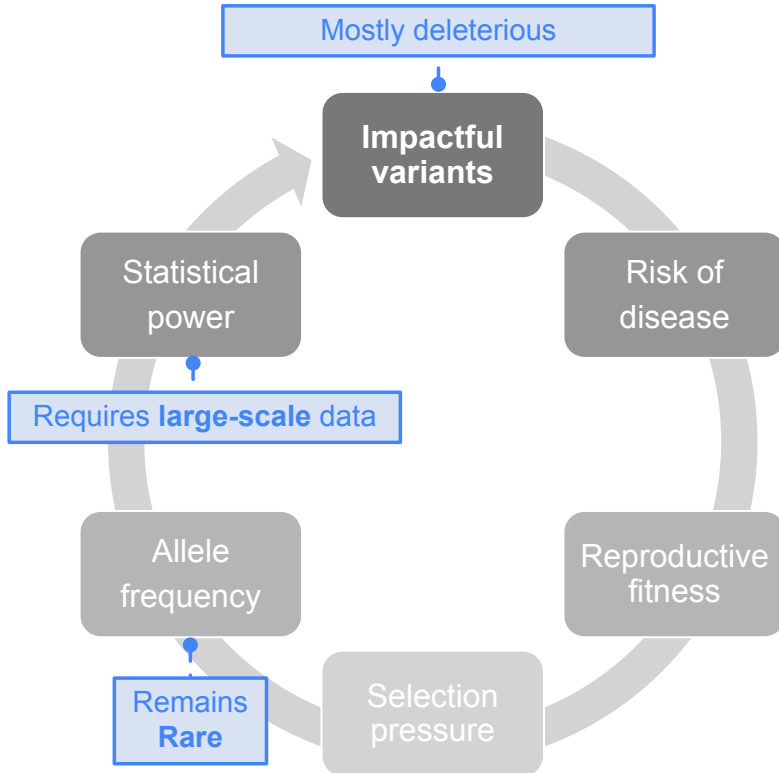 Mostly deleterious
Impactful
variants
Statistical
power
Risk of
disease
Requires large-scale data
Allele
frequency
Reproductive
fitness
Remains
Rare
Selection
pressure